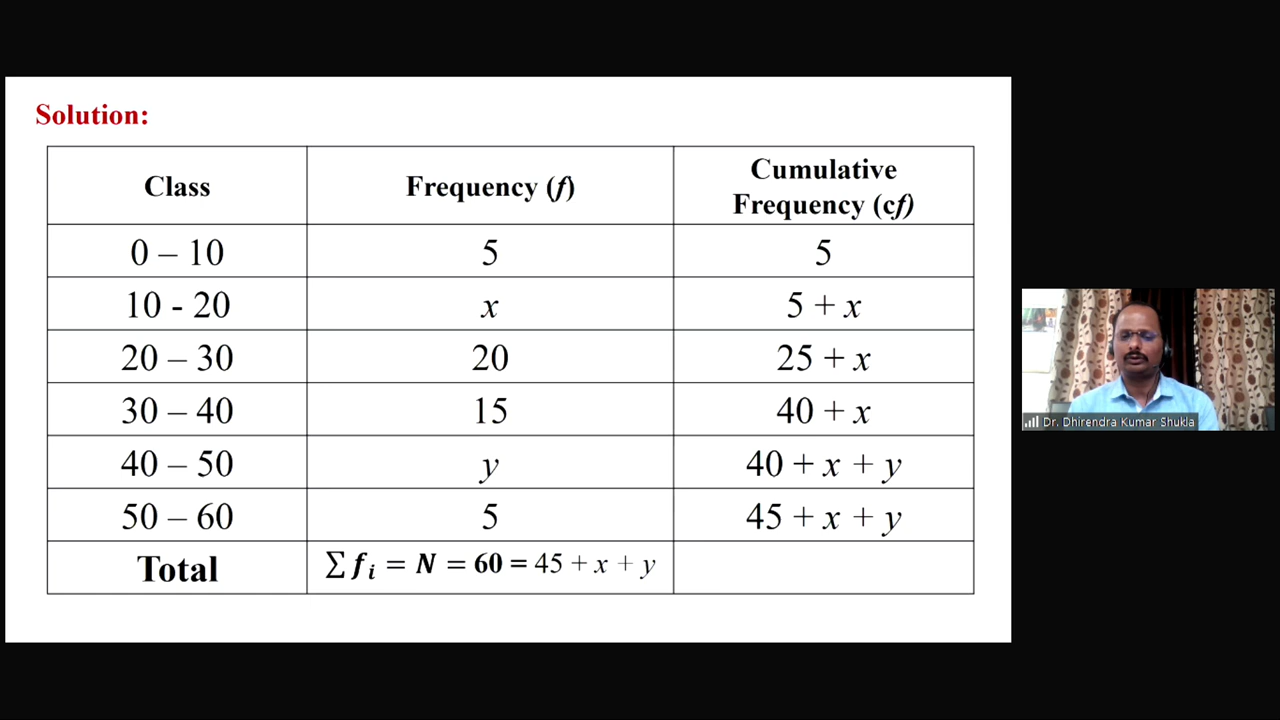 Solution:
Class
Frequency (f)
Cumulative
Frequency (cf)
0 – 10
5
5
10 - 20
x
5 + x
20 – 30
20
25 + x
30 – 40
15
40 + x
40 – 50
y
40 + x + y
50 – 60
5
45 + x + y
Total
∑ fᵢ = N = 60 = 45 + x + y
Dr. Dhirendra Kumar Shukla